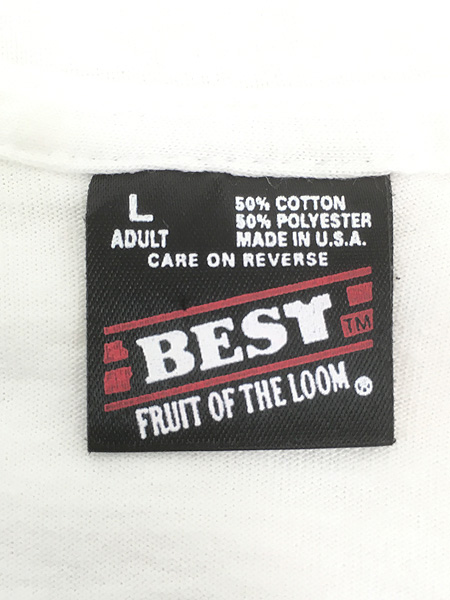 L
ADULT
50% COTTON
50% POLYESTER
MADE IN U.S.A.
CARE ON REVERSE
BEST
TM
FRUIT OF THE LOOM ®